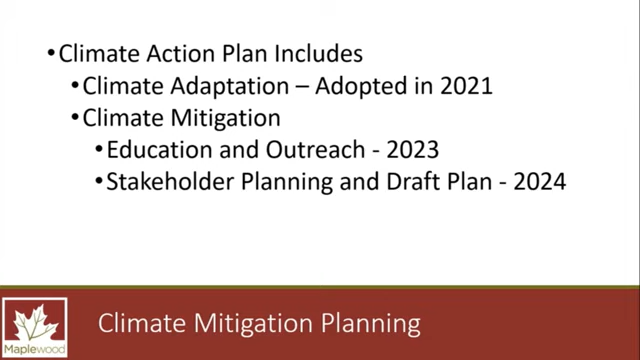 •Climate Action Plan Includes
•Climate Adaptation – Adopted in 2021
•Climate Mitigation
•Education and Outreach - 2023
•Stakeholder Planning and Draft Plan - 2024
Maplewood
Climate Mitigation Planning